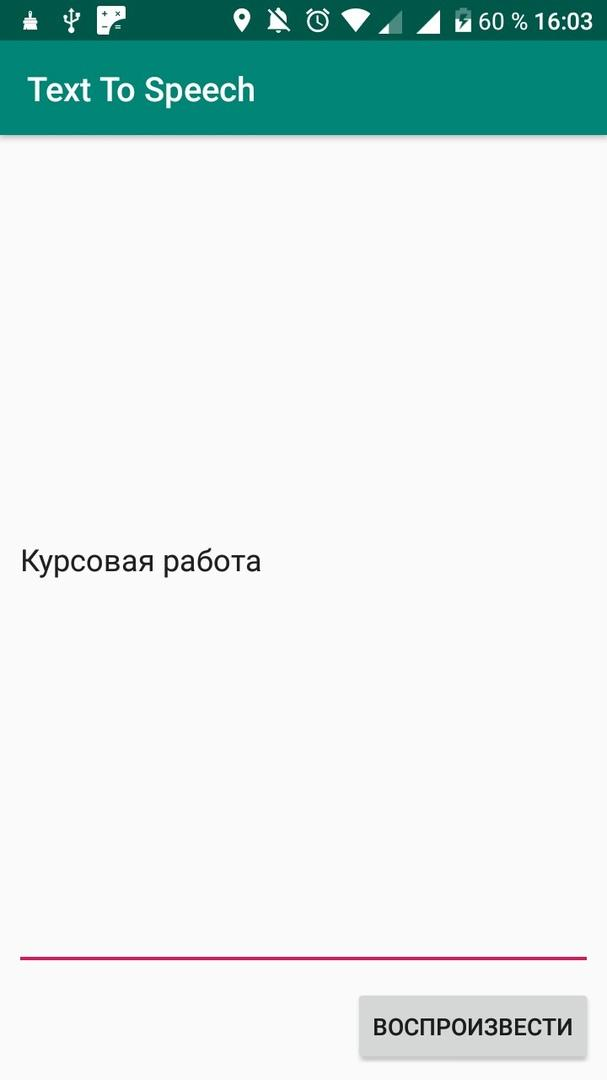 60 % 16:03
Text To Speech
Курсовая работа
ВОСПРОИЗВЕСТИ